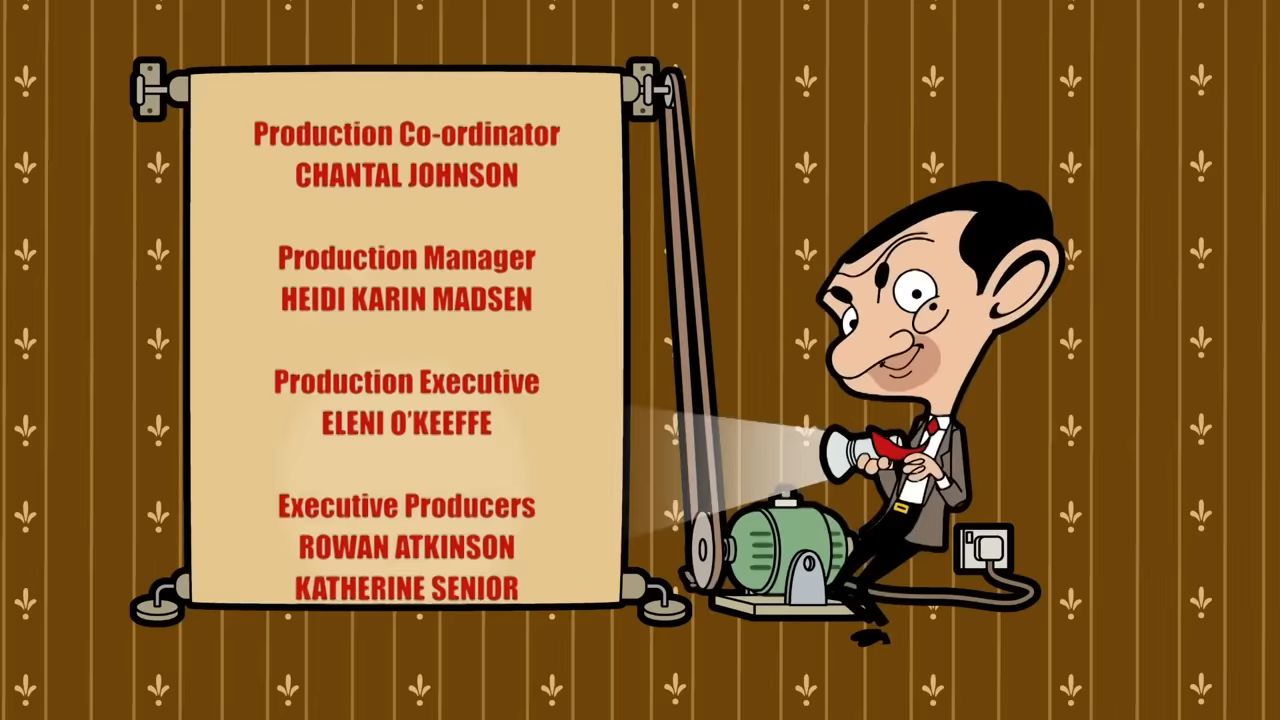 Production Co-ordinator
CHANTAL JOHNSON
Production Manager
HEIDI KARIN MADSEN
Production Executive
ELENI O'KEEFFE
Executive Producers
ROWAN ATKINSON
KATHERINE SENIOR